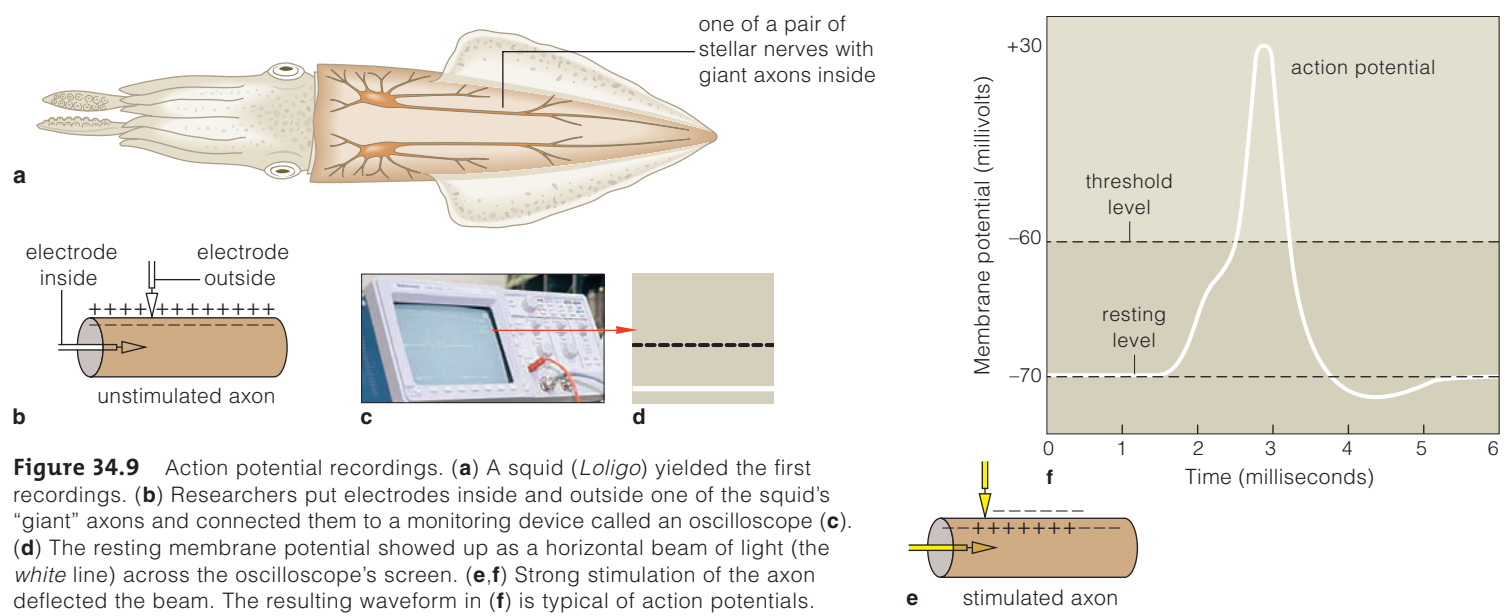 one of a pair of
stellar nerves with
giant axons inside
a
electrode
inside
electrode
outside
+ + + + + + + + + + + + +
unstimulated axon
b
c
d
Figure 34.9 Action potential recordings. (a) A squid (Loligo) yielded the first
recordings. (b) Researchers put electrodes inside and outside one of the squid's
"giant" axons and connected them to a monitoring device called an oscilloscope (c).
(d) The resting membrane potential showed up as a horizontal beam of light (the
white line) across the oscilloscope's screen. (e,f) Strong stimulation of the axon
deflected the beam. The resulting waveform in (f) is typical of action potentials.
Membrane potential (millivolts)
+30
–60
–70
action potential
threshold
level
resting
level
0 1 2 3 4 5 6
Time (milliseconds)
f
+ + + + + + +
e
stimulated axon